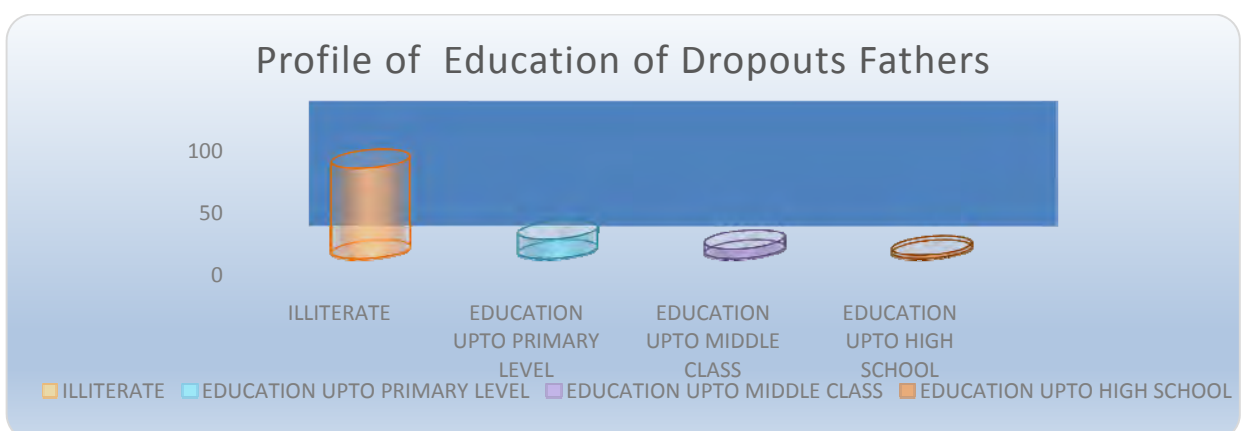 Profile of Education of Dropouts Fathers
100
50
0
ILLITERATE
EDUCATION UPTO PRIMARY LEVEL
EDUCATION UPTO MIDDLE CLASS
EDUCATION UPTO HIGH SCHOOL
ILLITERATE EDUCATION UPTO PRIMARY LEVEL EDUCATION UPTO MIDDLE CLASS EDUCATION UPTO HIGH SCHOOL